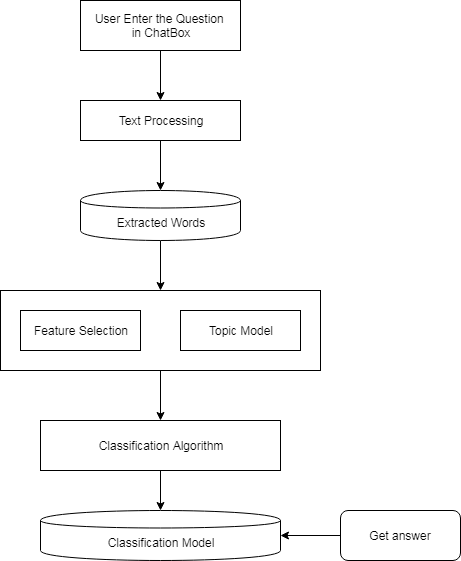 User Enter the Question
in ChatBox
Text Processing
Extracted Words
Feature Selection
Topic Model
Classification Algorithm
Classification Model
Get answer